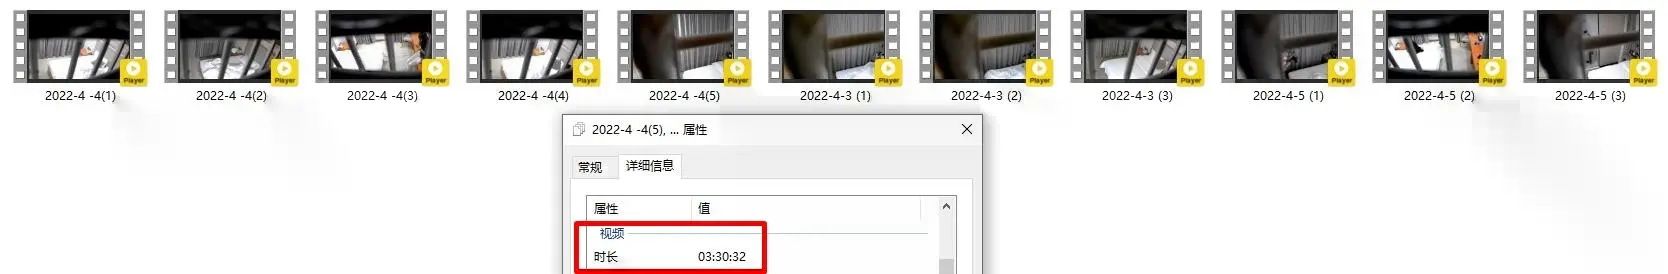 Player Player Player Player Player Player Player Player Player Player Player
2022-4 -4(1) 2022-4 -4(2) 2022-4 -4(3) 2022-4 -4(4) 2022-4 -4(5) 2022-4-3 (1) 2022-4-3 (2) 2022-4-3 (3) 2022-4-5 (1) 2022-4-5 (2) 2022-4-5 (3)
2022-4 -4(5), ... 属性
常规 详细信息
属性 值
视频
时长 03:30:32